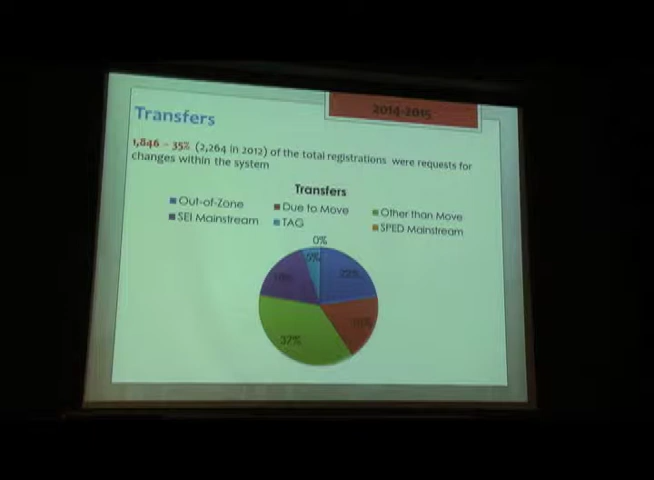 2014-2015
Transfers
1,846 - 35% (2,264 in 2012) of the total registrations were requests for
changes within the system
Transfers
Out-of-Zone Due to Move Other than Move
SEI Mainstream TAG SPED Mainstream
0%
5%
22%
37%